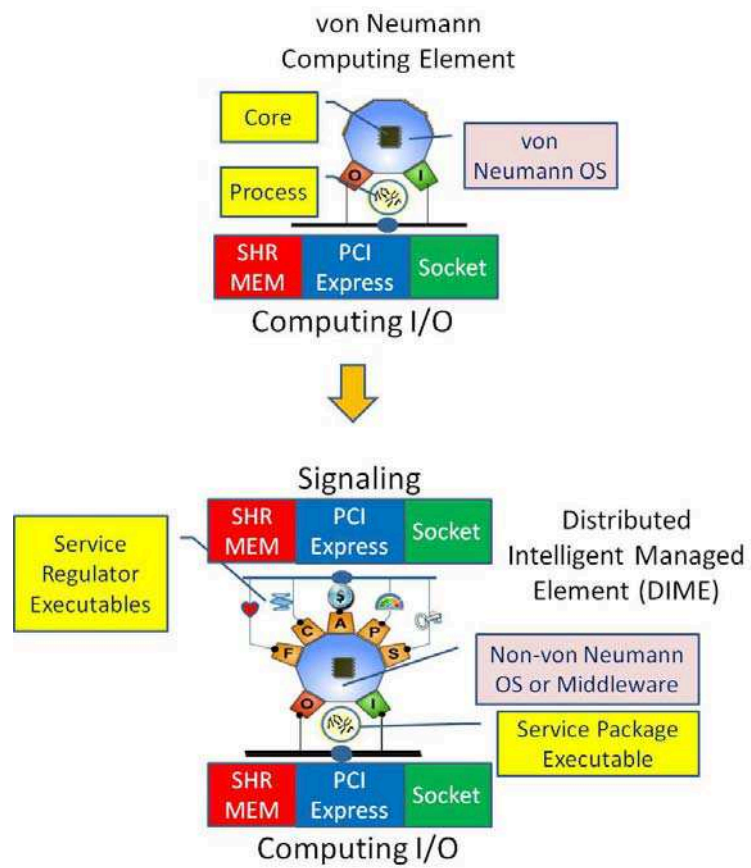 von Neumann
Computing Element
Core
von
Neumann OS
Process
O
I
SHR
MEM
PCI
Express
Socket
Computing I/O
Signaling
SHR
MEM
PCI
Express
Socket
Distributed
Intelligent Managed
Element (DIME)
Service
Regulator
Executables
$
F
C
A
P
S
Non-von Neumann
OS or Middleware
O
I
Service Package
Executable
SHR
MEM
PCI
Express
Socket
Computing I/O